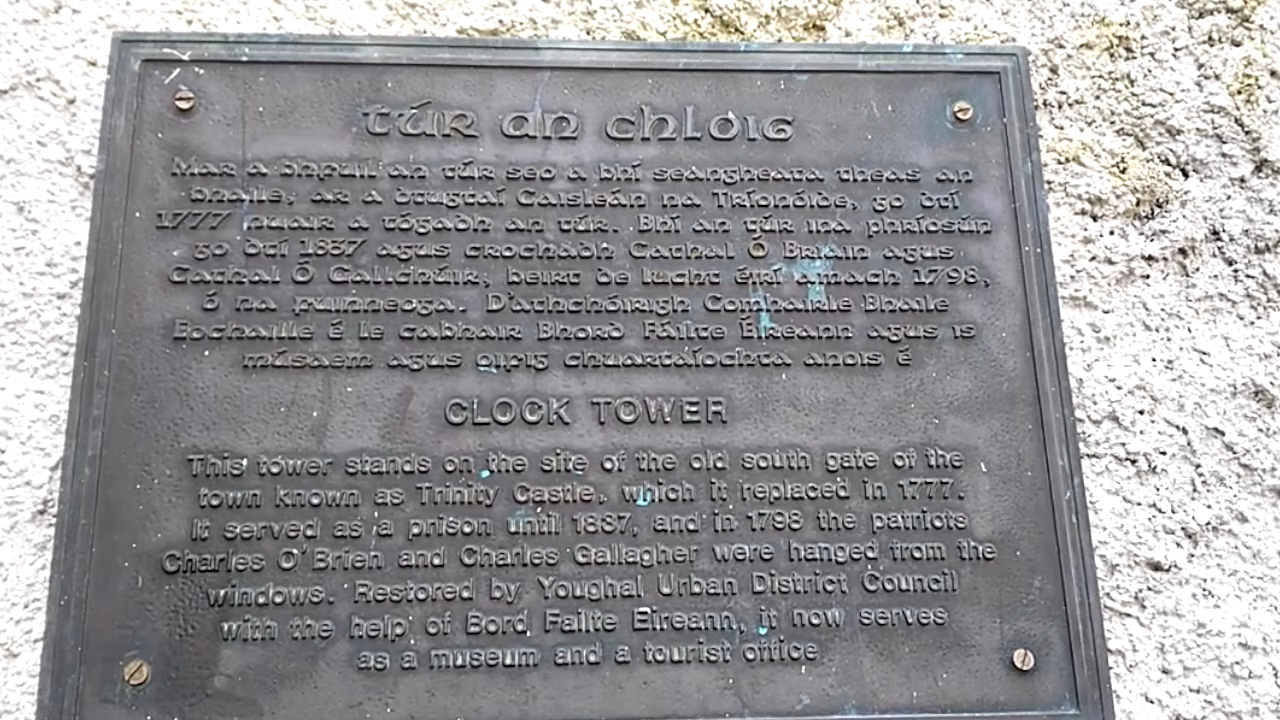 Túr an Chloig
Mar a bhfuil an túr seo a bhí seangheata theas an
bhaile; ar a dtugtaí Caisleán na Tríonóide, go dtí
1777 nuair a tógadh an túr. Bhí an túr ina phríosún
go dtí 1837 agus crochadh Cathal Ó Briain agus
Cathal Ó Gallchúir, beirt de lucht éirí amach 1798,
ó na fuinneoga. D'athchóirigh Comhairle Bhaile
Eochaille é le cabhair Bhord Fáilte Éireann agus is
músaem agus oifig chuartaíochta anois é
CLOCK TOWER
This tower stands on the site of the old south gate of the
town known as Trinity Castle, which it replaced in 1777.
It served as a prison until 1837, and in 1798 the patriots
Charles O'Brien and Charles Gallagher were hanged from the
windows. Restored by Youghal Urban District Council
with the help of Bord Failte Eireann, it now serves
as a museum and a tourist office